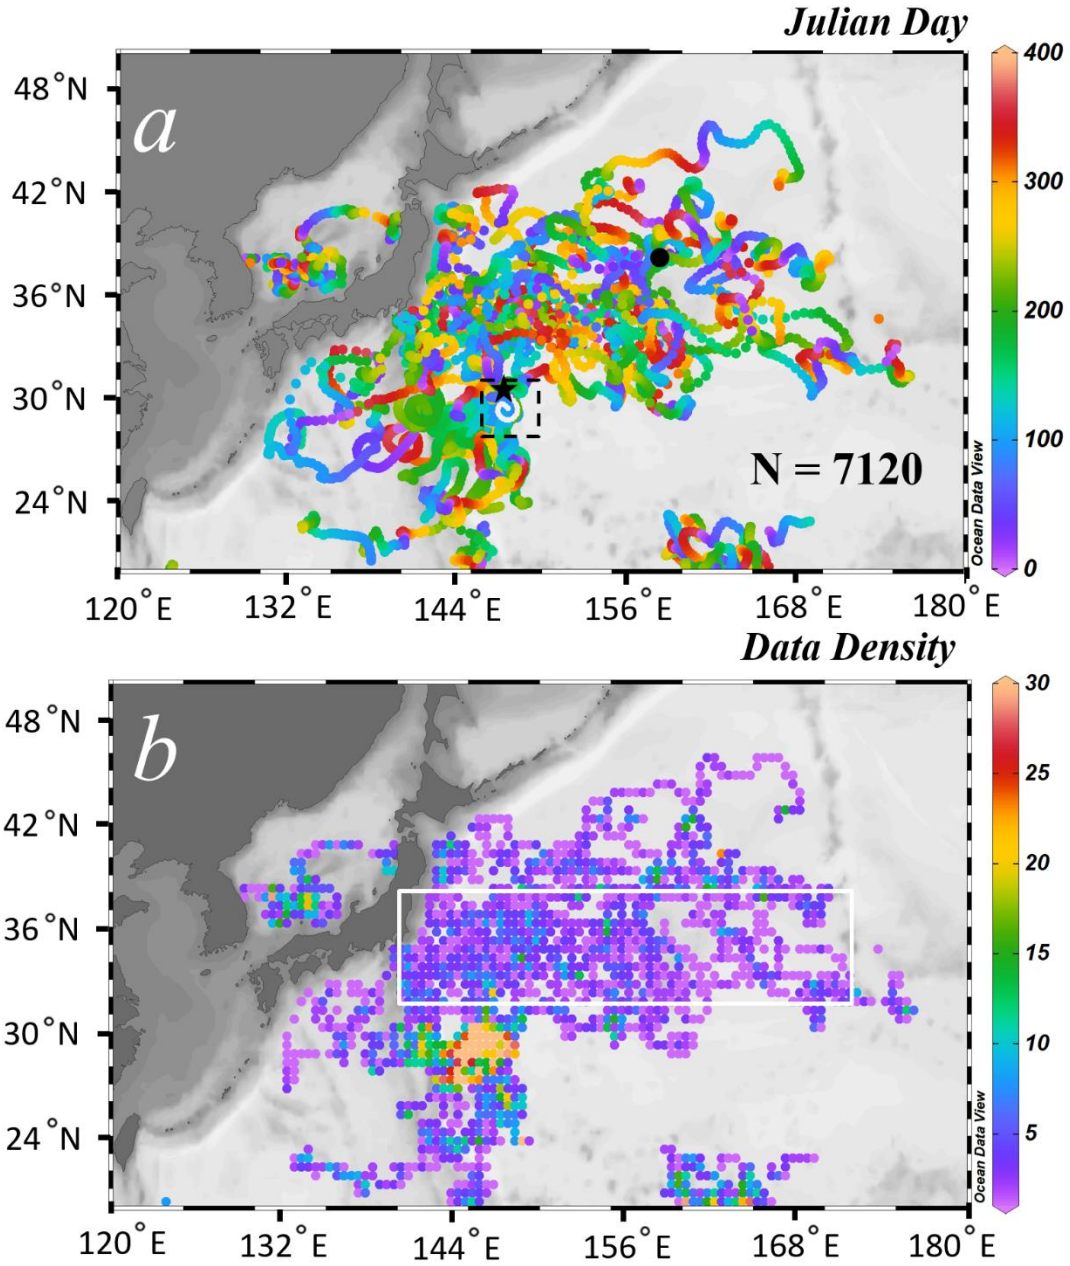 Julian Day
a
48°N
42°N
36°N
30°N
24°N
120°E
132°E
144°E
156°E
168°E
180°E
N = 7120
Ocean Data View
400
300
200
100
0
Data Density
b
48°N
42°N
36°N
30°N
24°N
120°E
132°E
144°E
156°E
168°E
180°E
Ocean Data View
30
25
20
15
10
5